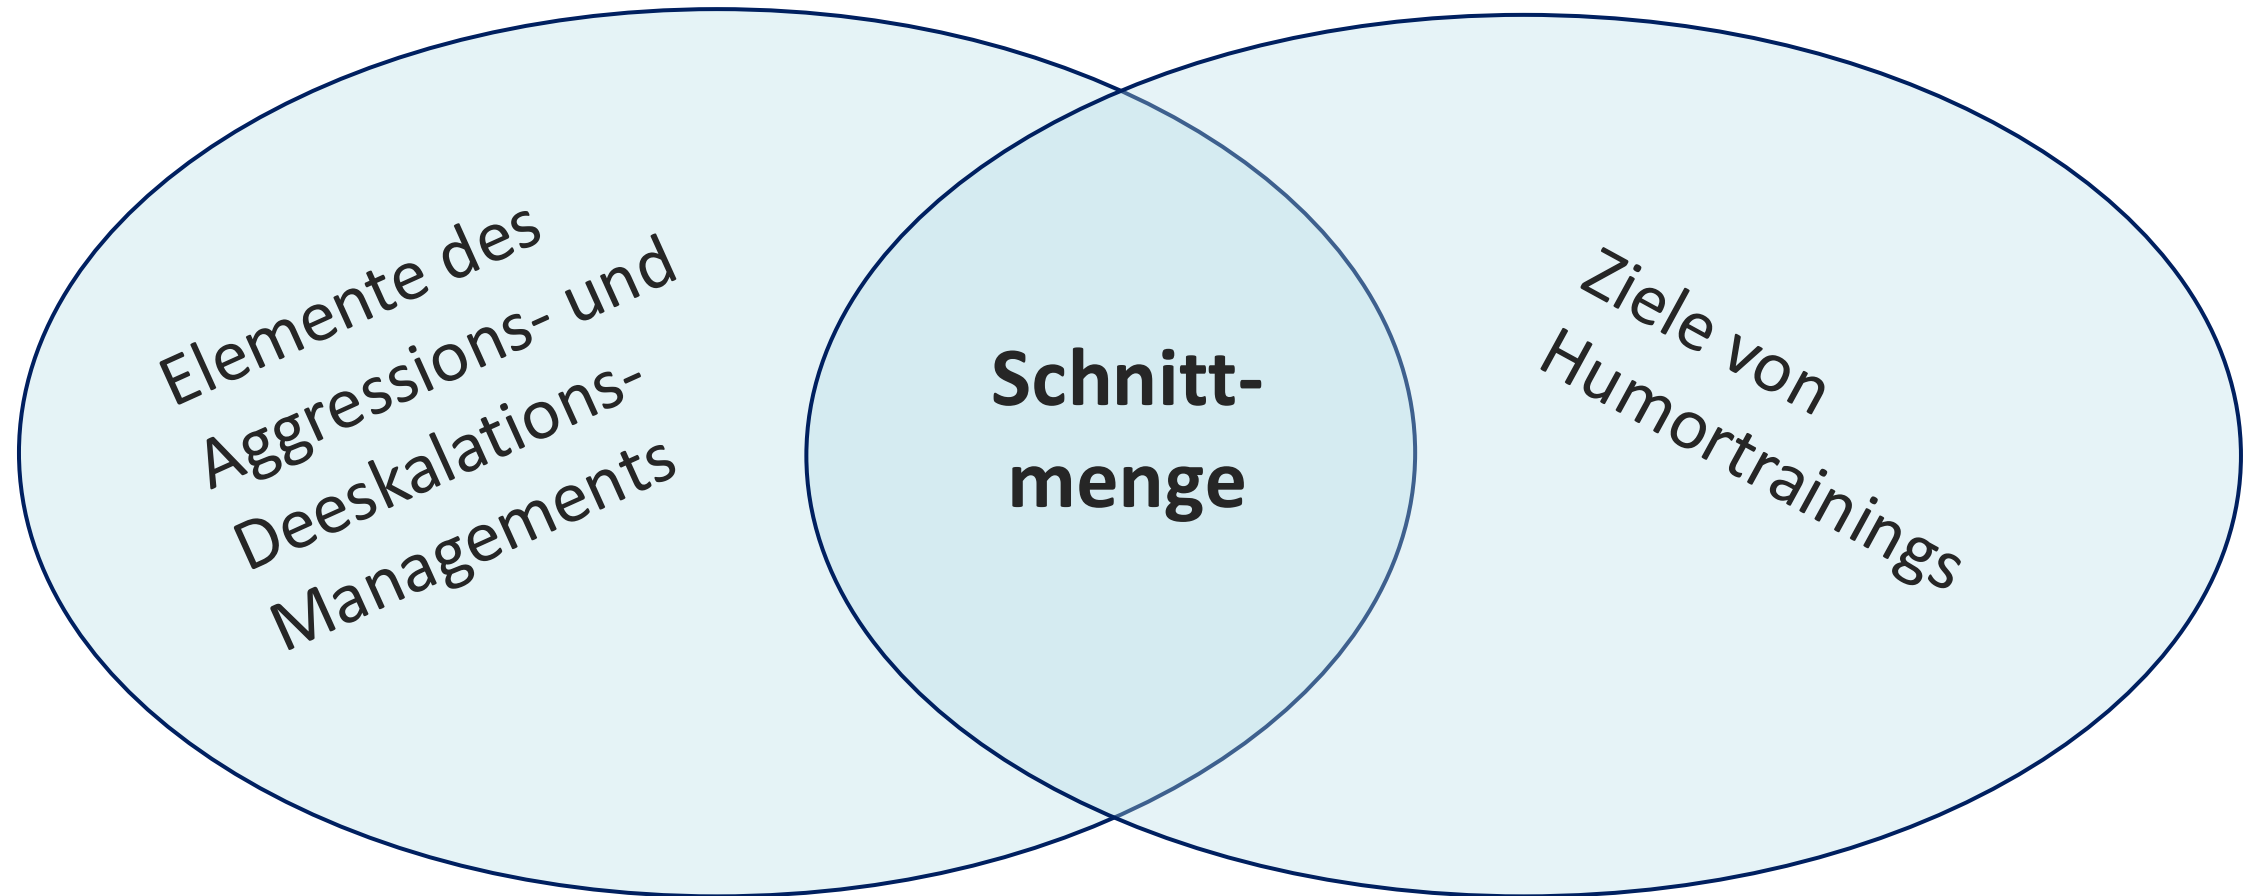 Elemente des
Aggressions- und
Deeskalations-
Managements
Schnitt-
menge
Ziele von
Humortrainings